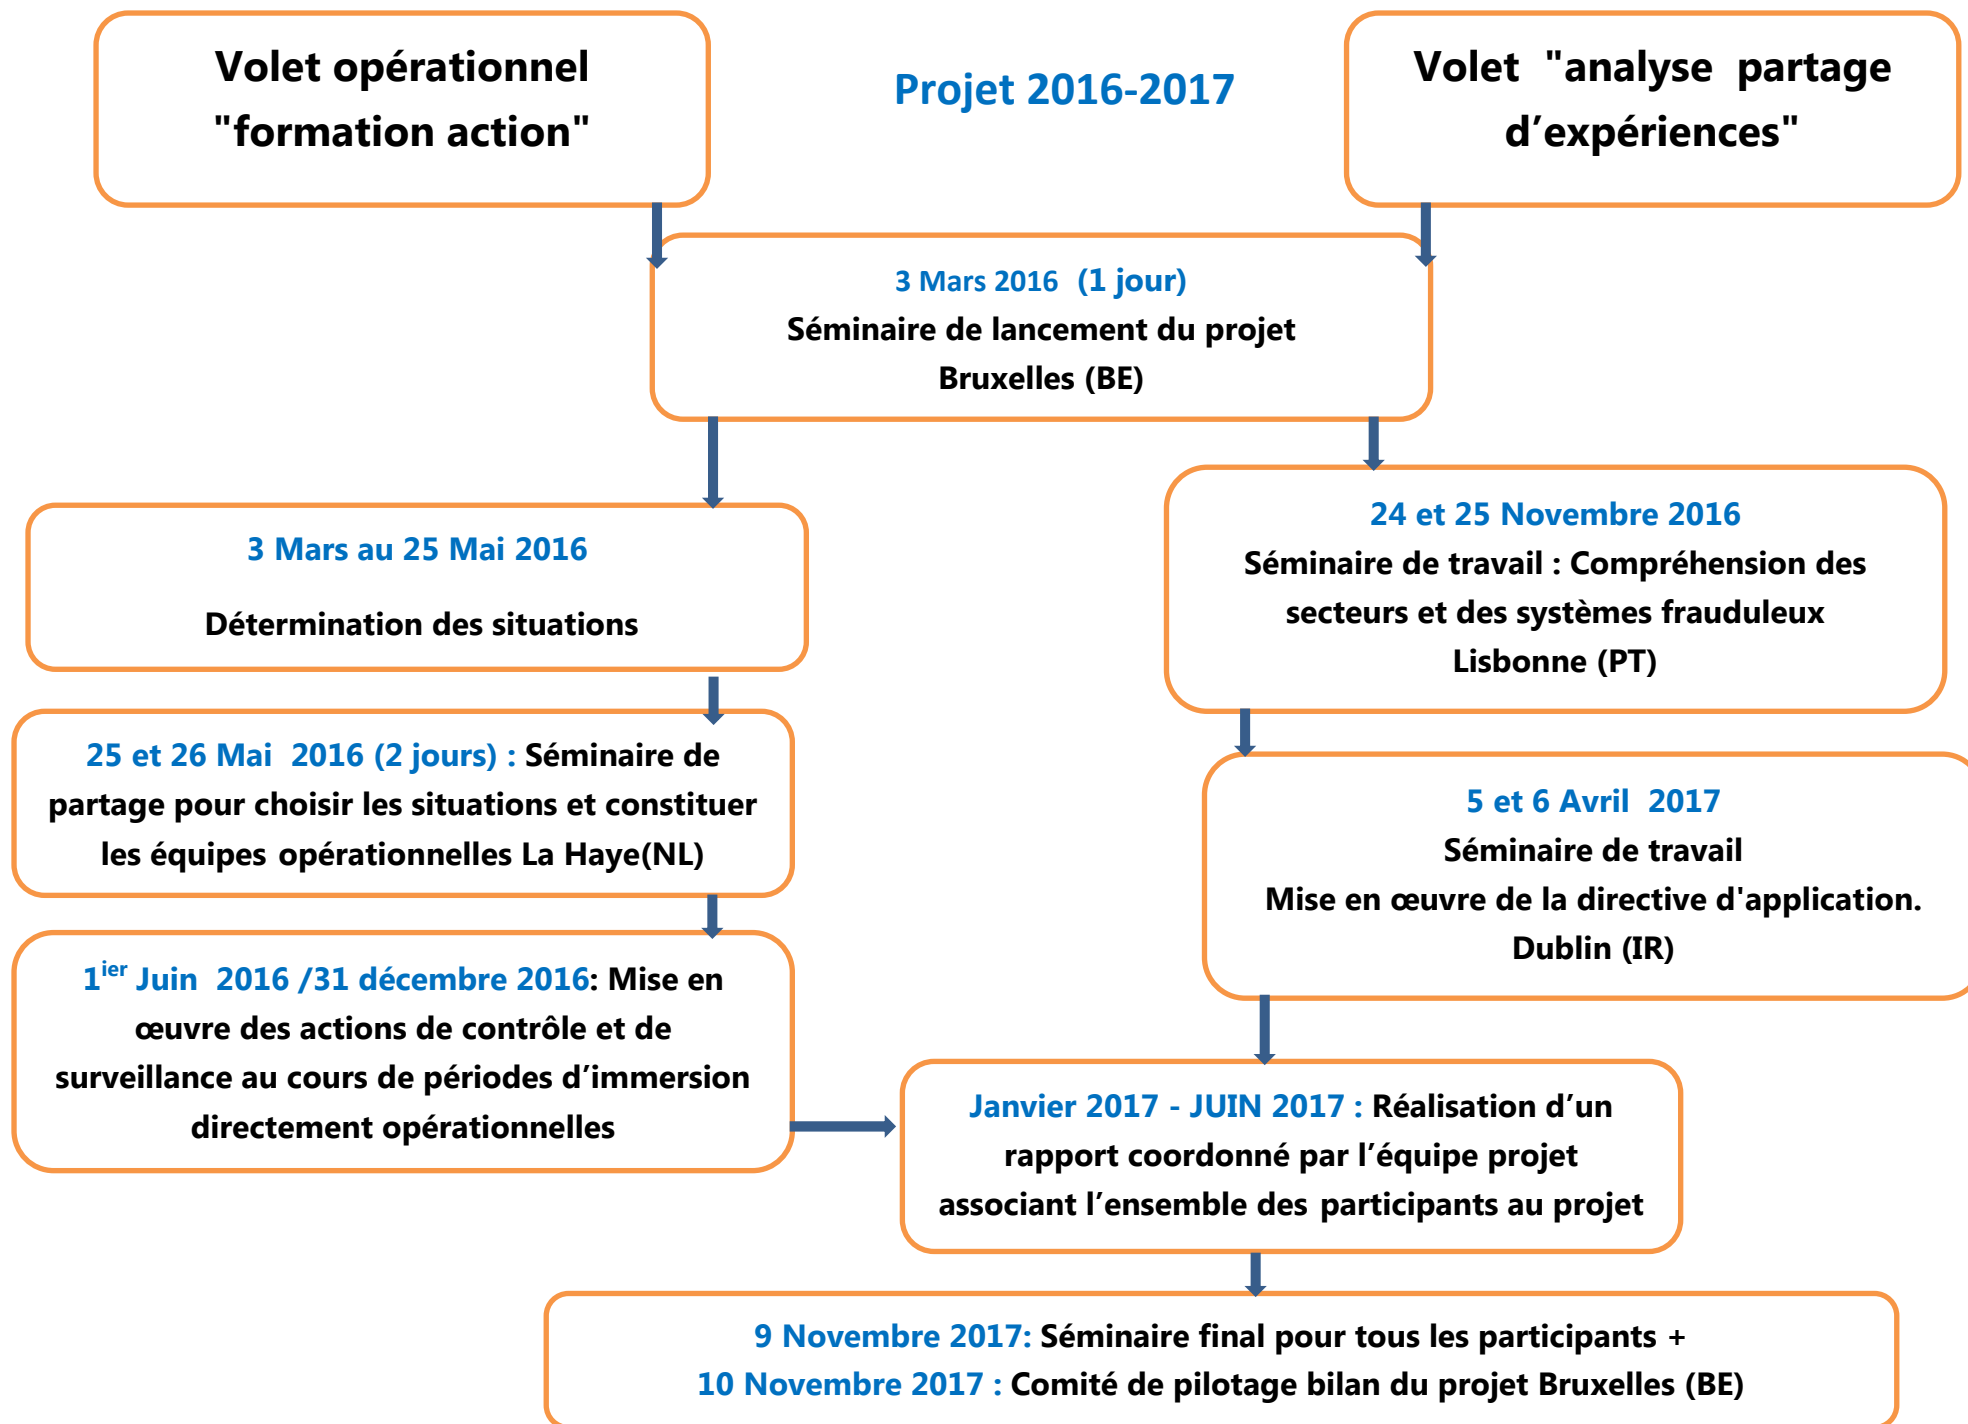 Volet opérationnel
"formation action"
Projet 2016-2017
Volet "analyse partage
d’expériences"
3 Mars 2016 (1 jour)
Séminaire de lancement du projet
Bruxelles (BE)
3 Mars au 25 Mai 2016
Détermination des situations
25 et 26 Mai 2016 (2 jours) : Séminaire de
partage pour choisir les situations et constituer
les équipes opérationnelles La Haye(NL)
1ier Juin 2016 /31 décembre 2016: Mise en
œuvre des actions de contrôle et de
surveillance au cours de périodes d’immersion
directement opérationnelles
24 et 25 Novembre 2016
Séminaire de travail : Compréhension des
secteurs et des systèmes frauduleux
Lisbonne (PT)
5 et 6 Avril 2017
Séminaire de travail
Mise en œuvre de la directive d'application.
Dublin (IR)
Janvier 2017 - JUIN 2017 : Réalisation d’un
rapport coordonné par l’équipe projet
associant l’ensemble des participants au projet
9 Novembre 2017: Séminaire final pour tous les participants +
10 Novembre 2017 : Comité de pilotage bilan du projet Bruxelles (BE)